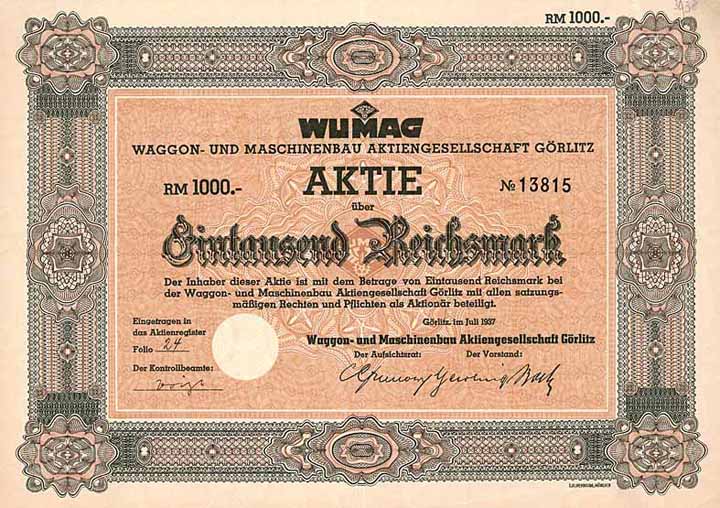 RM 1000.-
WUMAG
WAGGON- UND MASCHINENBAU AKTIENGESELLSCHAFT GÖRLITZ
RM 1000.-
AKTIE
№ 13815
über
Eintausend Reichsmark
Der Inhaber dieser Aktie ist mit dem Betrage von Eintausend Reichsmark bei
der Waggon- und Maschinenbau Aktiengesellschaft Görlitz mit allen satzungs-
mäßigen Rechten und Pflichten als Aktionär beteiligt.
Eingetragen in
das Aktienregister
Folio 24
Der Kontrollbeamte:
Görlitz, im Juli 1937
Waggon- und Maschinenbau Aktiengesellschaft Görlitz
Der Aufsichtsrat:
Der Vorstand: